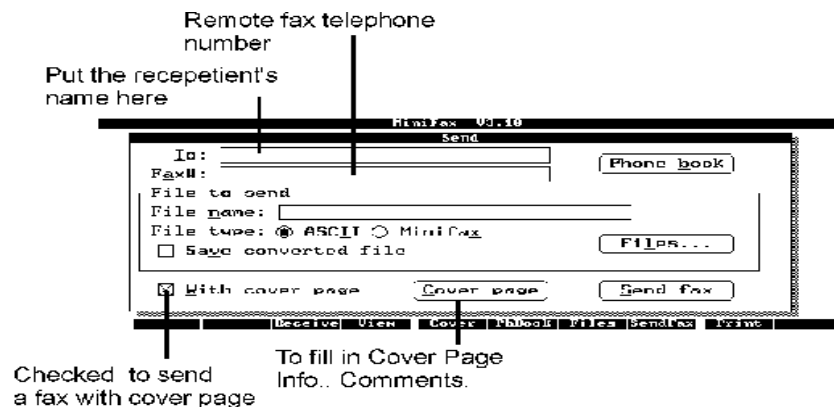 Remote fax telephone
number
Put the recepetient's
name here
MiniFax V3.10
Send
To:
Fax#:
Phone book
File to send
File name:
File type: ASCII MiniFax
Save converted file
Files...
With cover page
Cover page
Send fax
Receive View Cover PhBook Files SendFax Print
Checked to send
a fax with cover page
To fill in Cover Page
Info.. Comments.